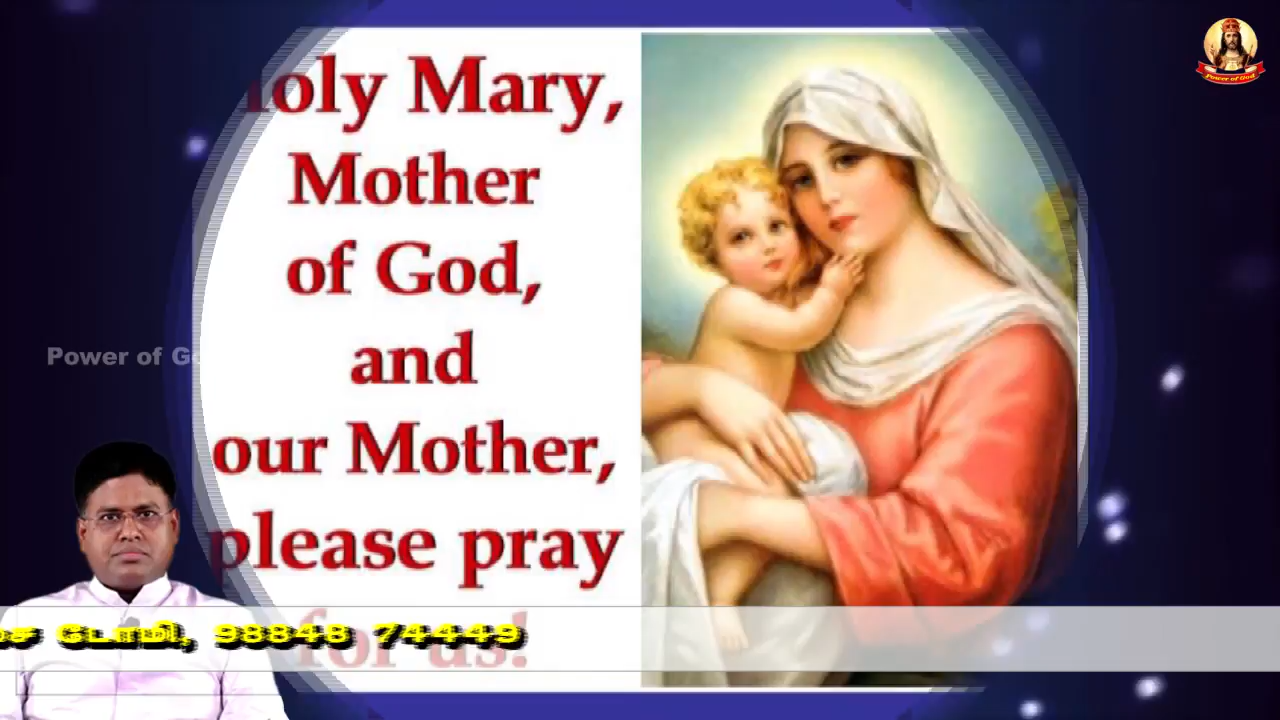 oly Mary,
Mother
of God,
and
our Mother,
please pray
for us!
Power of G
Power of God
டோமி, 98848 74449